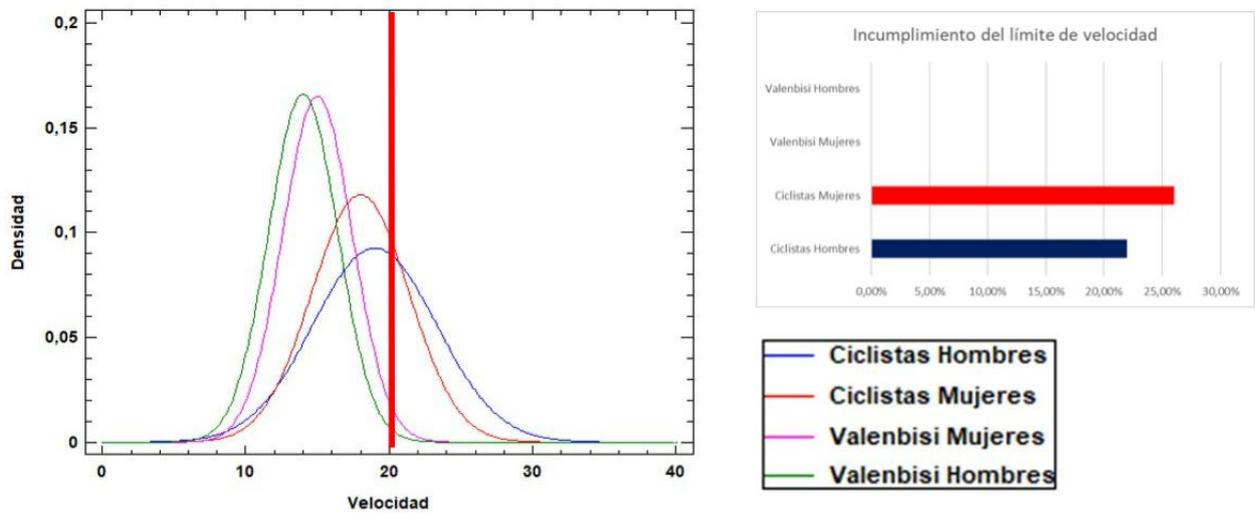 0,2
0,15
0,1
0,05
0
Densidad
0
10
20
30
40
Velocidad
Incumplimiento del límite de velocidad
Valenbisi Hombres
Valenbisi Mujeres
Ciclistas Mujeres
Ciclistas Hombres
0,00% 5,00% 10,00% 15,00% 20,00% 25,00% 30,00%
Ciclistas Hombres
Ciclistas Mujeres
Valenbisi Mujeres
Valenbisi Hombres